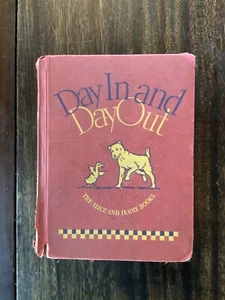 Day In and
Day Out
THE ALICE AND JERRY BOOKS